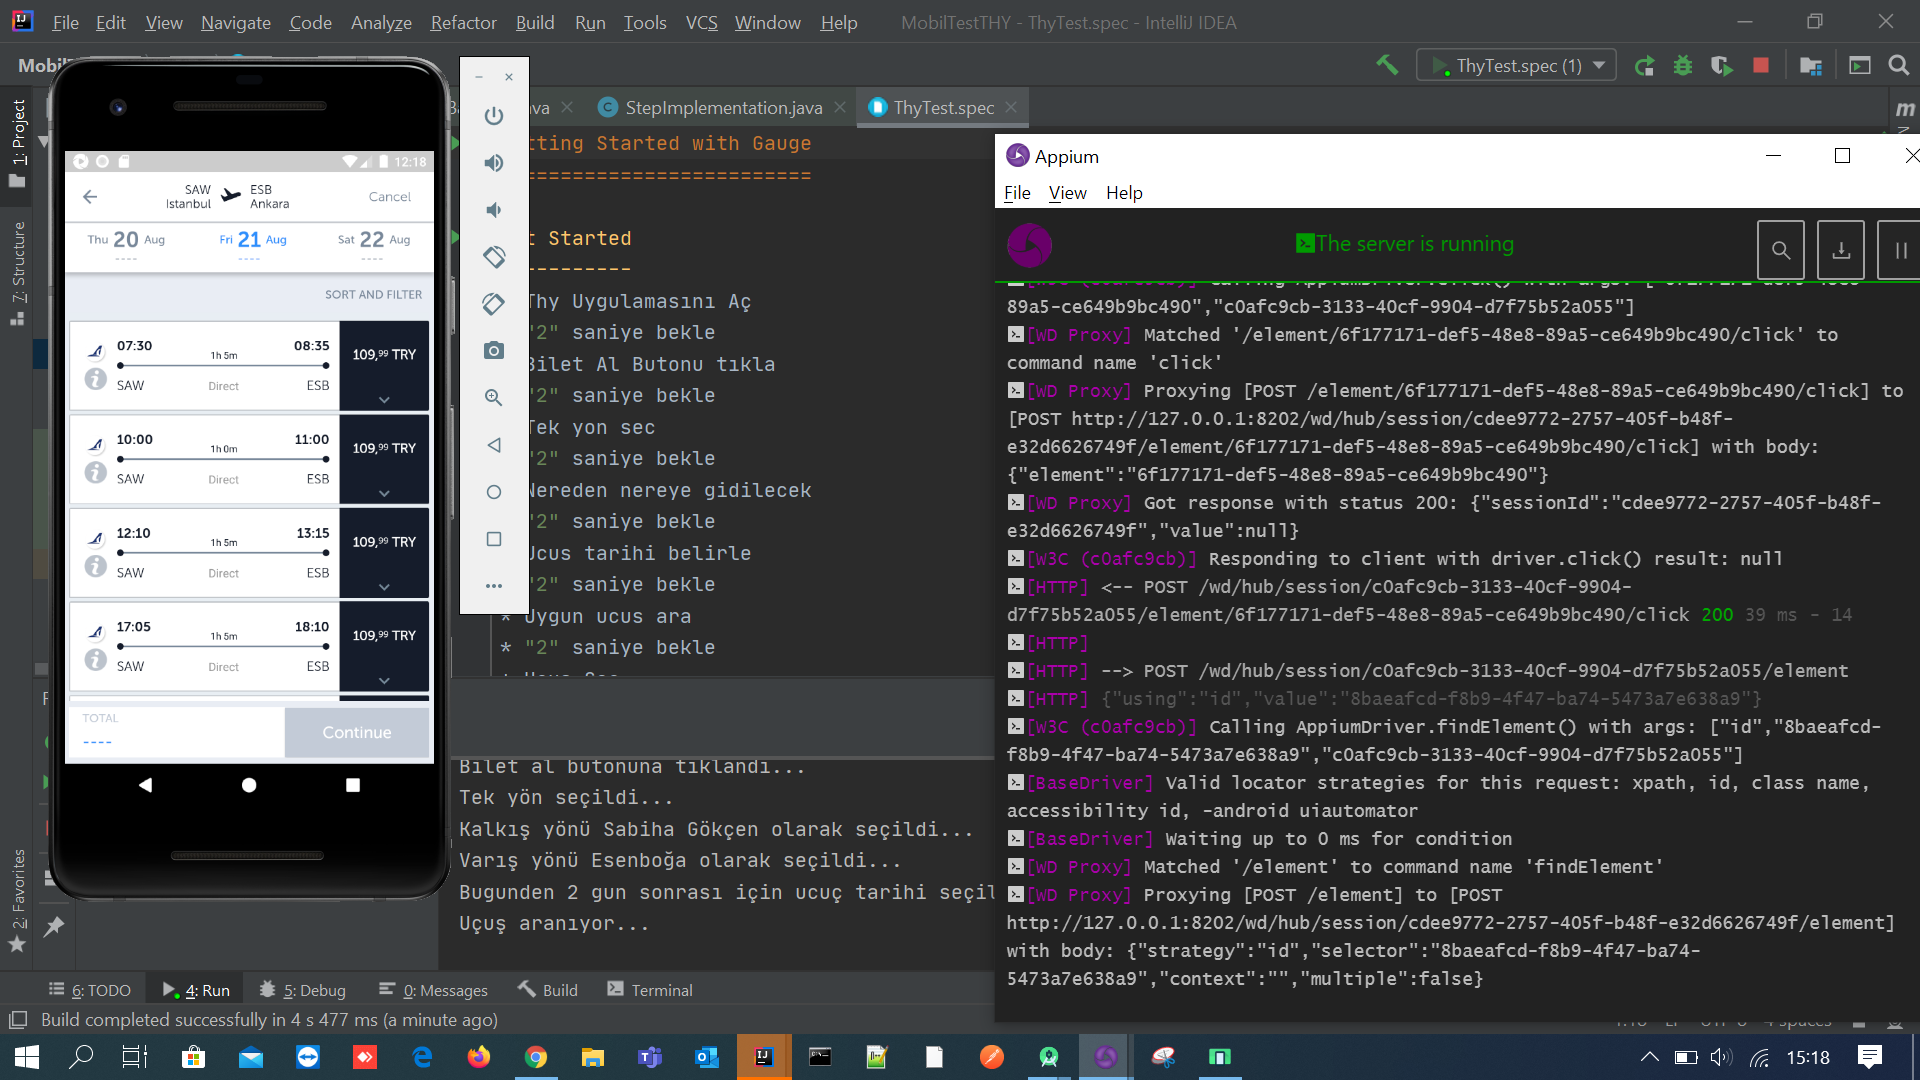 File Edit View Navigate Code Analyze Refactor Build Run Tools VCS Window Help MobilTestTHY - ThyTest.spec - IntelliJ IDEA
ThyTest.spec (1)
StepImplementation.java
ThyTest.spec
1: Project
7: Structure
2: Favorites
12:18
SAW
Istanbul
ESB
Ankara
Cancel
Thu 20 Aug
Fri 21 Aug
Sat 22 Aug
----
----
----
SORT AND FILTER
07:30 08:35
1h 5m
SAW Direct ESB
109,99 TRY
10:00 11:00
1h 0m
SAW Direct ESB
109,99 TRY
12:10 13:15
1h 5m
SAW Direct ESB
109,99 TRY
17:05 18:10
1h 5m
SAW Direct ESB
109,99 TRY
TOTAL
----
Continue
tting Started with Gauge
========================
t Started
---------
Thy Uygulamasını Aç
"2" saniye bekle
Bilet Al Butonu tıkla
"2" saniye bekle
Tek yon sec
"2" saniye bekle
Nereden nereye gidilecek
"2" saniye bekle
Ucus tarihi belirle
"2" saniye bekle
* Uygun ucus ara
* "2" saniye bekle
Bilet al butonuna tıklandı...
Tek yön seçildi...
Kalkış yönü Sabiha Gökçen olarak seçildi...
Varış yönü Esenboğa olarak seçildi...
Bugunden 2 gun sonrası için ucuç tarihi seçil
Uçuş aranıyor...
Appium
File View Help
The server is running
89a5-ce649b9bc490","c0afc9cb-3133-40cf-9904-d7f75b52a055"]
[WD Proxy] Matched '/element/6f177171-def5-48e8-89a5-ce649b9bc490/click' to
command name 'click'
[WD Proxy] Proxying [POST /element/6f177171-def5-48e8-89a5-ce649b9bc490/click] to
[POST http://127.0.0.1:8202/wd/hub/session/cdee9772-2757-405f-b48f-
e32d6626749f/element/6f177171-def5-48e8-89a5-ce649b9bc490/click] with body:
{"element":"6f177171-def5-48e8-89a5-ce649b9bc490"}
[WD Proxy] Got response with status 200: {"sessionId":"cdee9772-2757-405f-b48f-
e32d6626749f","value":null}
[W3C (c0afc9cb)] Responding to client with driver.click() result: null
[HTTP] <-- POST /wd/hub/session/c0afc9cb-3133-40cf-9904-
d7f75b52a055/element/6f177171-def5-48e8-89a5-ce649b9bc490/click 200 39 ms - 14
[HTTP]
[HTTP] --> POST /wd/hub/session/c0afc9cb-3133-40cf-9904-d7f75b52a055/element
[HTTP] {"using":"id","value":"8baeafcd-f8b9-4f47-ba74-5473a7e638a9"}
[W3C (c0afc9cb)] Calling AppiumDriver.findElement() with args: ["id","8baeafcd-
f8b9-4f47-ba74-5473a7e638a9","c0afc9cb-3133-40cf-9904-d7f75b52a055"]
[BaseDriver] Valid locator strategies for this request: xpath, id, class name,
accessibility id, -android uiautomator
[BaseDriver] Waiting up to 0 ms for condition
[WD Proxy] Matched '/element' to command name 'findElement'
[WD Proxy] Proxying [POST /element] to [POST
http://127.0.0.1:8202/wd/hub/session/cdee9772-2757-405f-b48f-e32d6626749f/element]
with body: {"strategy":"id","selector":"8baeafcd-f8b9-4f47-ba74-
5473a7e638a9","context":"","multiple":false}
6: TODO 4: Run 5: Debug 0: Messages Build Terminal
Build completed successfully in 4 s 477 ms (a minute ago)
15:18